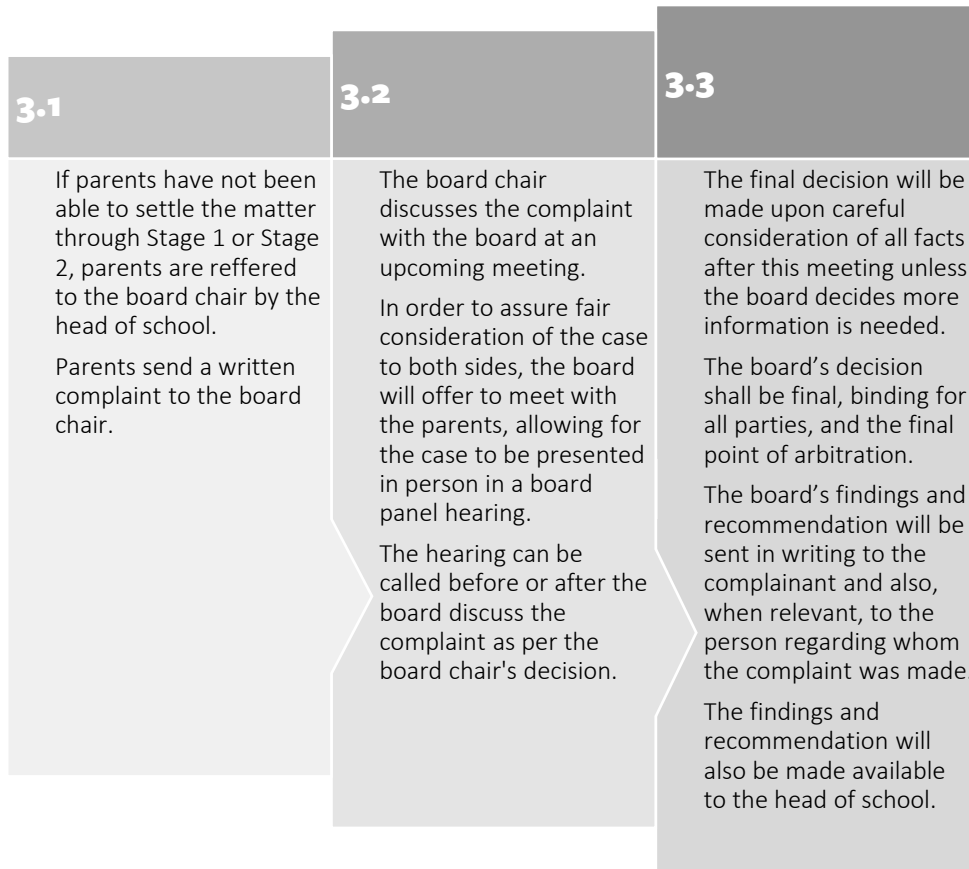 3.1
If parents have not been
able to settle the matter
through Stage 1 or Stage
2, parents are reffered
to the board chair by the
head of school.
Parents send a written
complaint to the board
chair.
3.2
The board chair
discusses the complaint
with the board at an
upcoming meeting.
In order to assure fair
consideration of the case
to both sides, the board
will offer to meet with
the parents, allowing for
the case to be presented
in person in a board
panel hearing.
The hearing can be
called before or after the
board discuss the
complaint as per the
board chair's decision.
3.3
The final decision will be
made upon careful
consideration of all facts
after this meeting unless
the board decides more
information is needed.
The board’s decision
shall be final, binding for
all parties, and the final
point of arbitration.
The board’s findings and
recommendation will be
sent in writing to the
complainant and also,
when relevant, to the
person regarding whom
the complaint was made.
The findings and
recommendation will
also be made available
to the head of school.